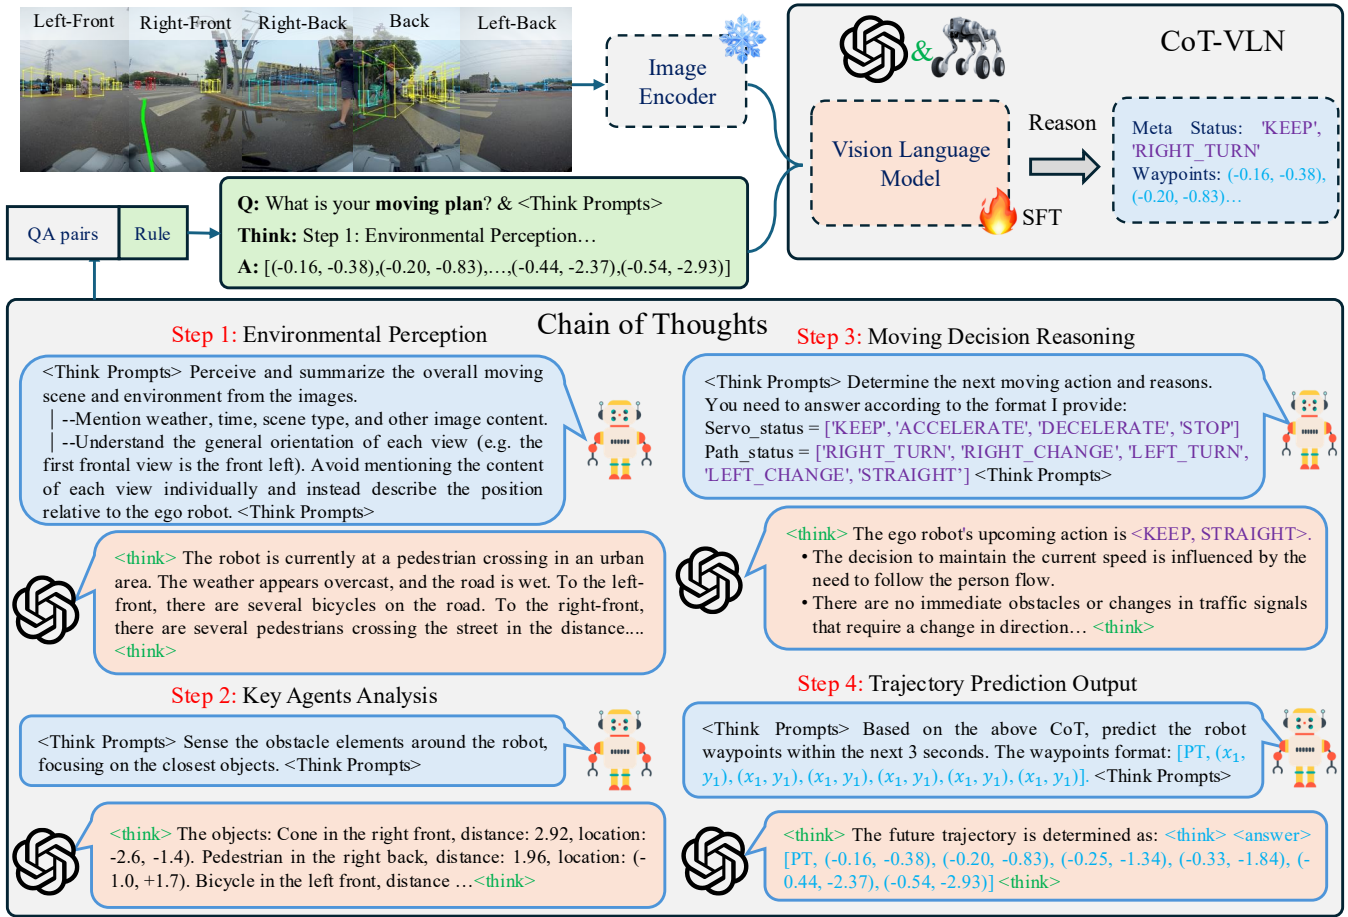 Left-Front
Right-Front
Right-Back
Back
Left-Back
Image
Encoder
&
CoT-VLN
Vision Language
Model
SFT
Reason
Meta Status: 'KEEP',
'RIGHT_TURN'
Waypoints: (-0.16, -0.38),
(-0.20, -0.83)…
QA pairs
Rule
Q: What is your moving plan? & <Think Prompts>
Think: Step 1: Environmental Perception…
A: [(-0.16, -0.38),(-0.20, -0.83),…,(-0.44, -2.37),(-0.54, -2.93)]
Chain of Thoughts
Step 1: Environmental Perception
<Think Prompts> Perceive and summarize the overall moving
scene and environment from the images.
| --Mention weather, time, scene type, and other image content.
| --Understand the general orientation of each view (e.g. the
first frontal view is the front left). Avoid mentioning the content
of each view individually and instead describe the position
relative to the ego robot. <Think Prompts>
<think> The robot is currently at a pedestrian crossing in an urban
area. The weather appears overcast, and the road is wet. To the left-
front, there are several bicycles on the road. To the right-front,
there are several pedestrians crossing the street in the distance....
<think>
Step 2: Key Agents Analysis
<Think Prompts> Sense the obstacle elements around the robot,
focusing on the closest objects. <Think Prompts>
<think> The objects: Cone in the right front, distance: 2.92, location:
-2.6, -1.4). Pedestrian in the right back, distance: 1.96, location: (-
1.0, +1.7). Bicycle in the left front, distance …<think>
Step 3: Moving Decision Reasoning
<Think Prompts> Determine the next moving action and reasons.
You need to answer according to the format I provide:
Servo_status = ['KEEP', 'ACCELERATE', 'DECELERATE', 'STOP']
Path_status = ['RIGHT_TURN', 'RIGHT_CHANGE', 'LEFT_TURN',
'LEFT_CHANGE', 'STRAIGHT’] <Think Prompts>
<think> The ego robot's upcoming action is <KEEP, STRAIGHT>.
• The decision to maintain the current speed is influenced by the
need to follow the person flow.
• There are no immediate obstacles or changes in traffic signals
that require a change in direction… <think>
Step 4: Trajectory Prediction Output
<Think Prompts> Based on the above CoT, predict the robot
waypoints within the next 3 seconds. The waypoints format: [PT, (x₁,
y₁), (x₁, y₁), (x₁, y₁), (x₁, y₁), (x₁, y₁), (x₁, y₁)]. <Think Prompts>
<think> The future trajectory is determined as: <think> <answer>
[PT, (-0.16, -0.38), (-0.20, -0.83), (-0.25, -1.34), (-0.33, -1.84), (-
0.44, -2.37), (-0.54, -2.93)] <think>